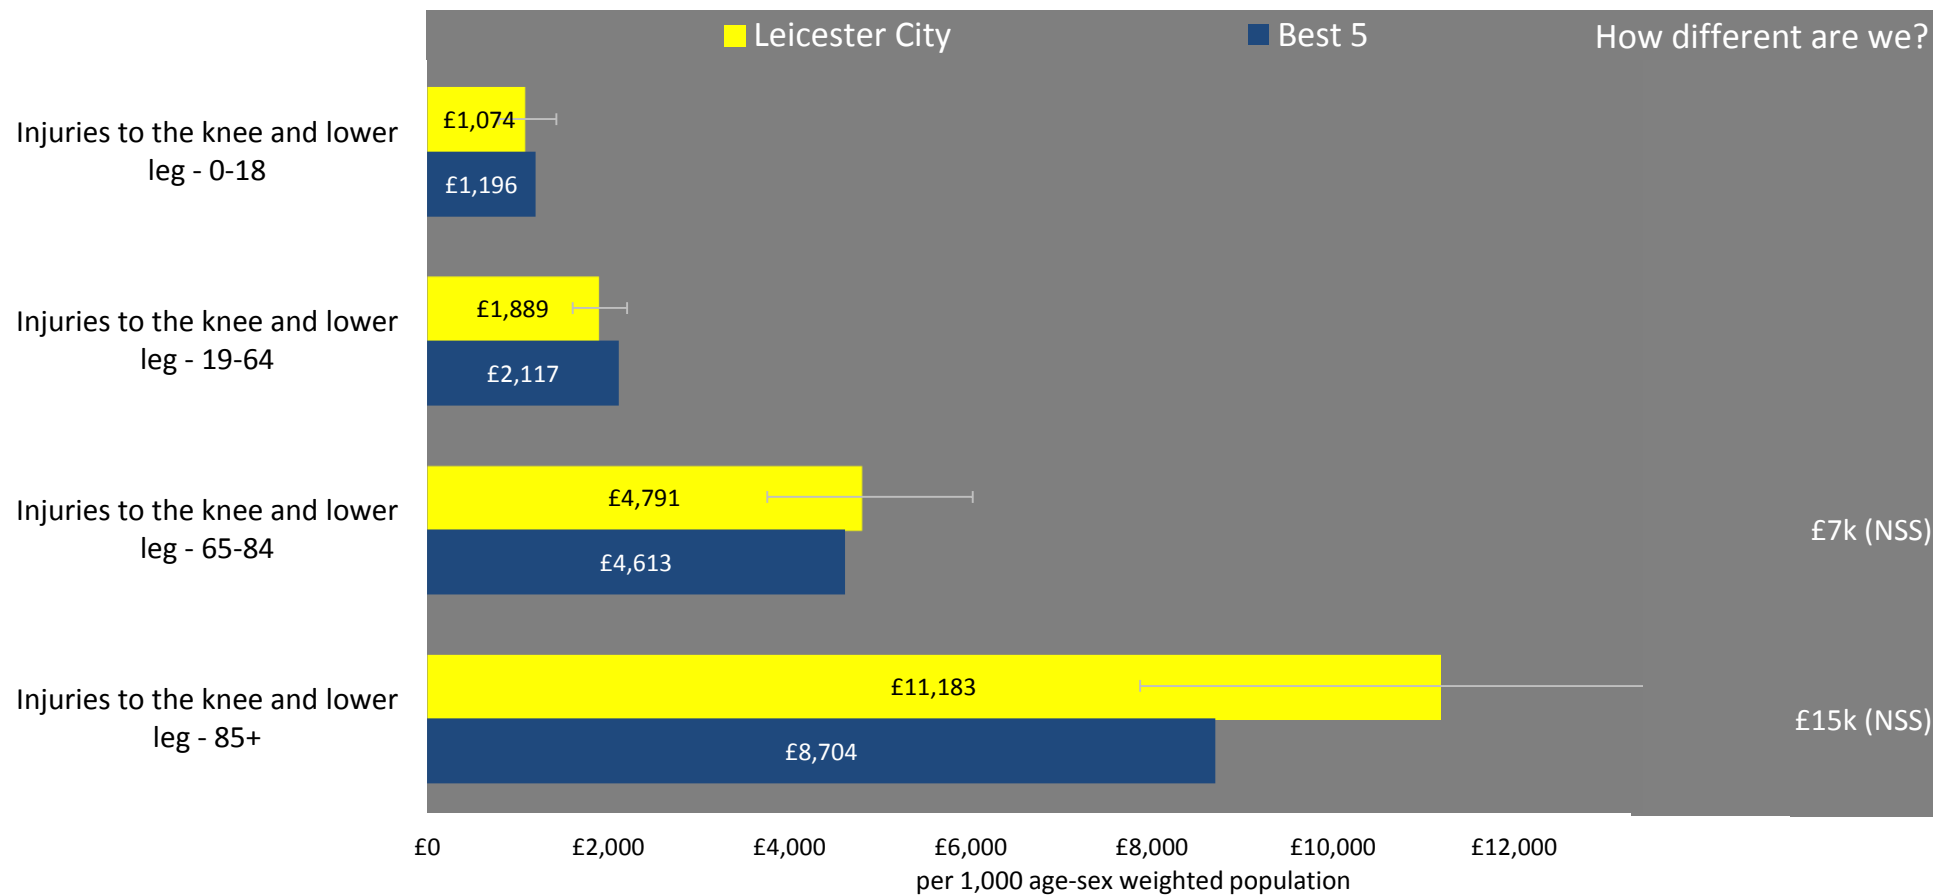 Leicester City
Best 5
How different are we?
Injuries to the knee and lower
leg - 0-18
£1,074
£1,196
Injuries to the knee and lower
leg - 19-64
£1,889
£2,117
Injuries to the knee and lower
leg - 65-84
£4,791
£4,613
£7k (NSS)
Injuries to the knee and lower
leg - 85+
£11,183
£8,704
£15k (NSS)
£0 £2,000 £4,000 £6,000 £8,000 £10,000 £12,000
per 1,000 age-sex weighted population